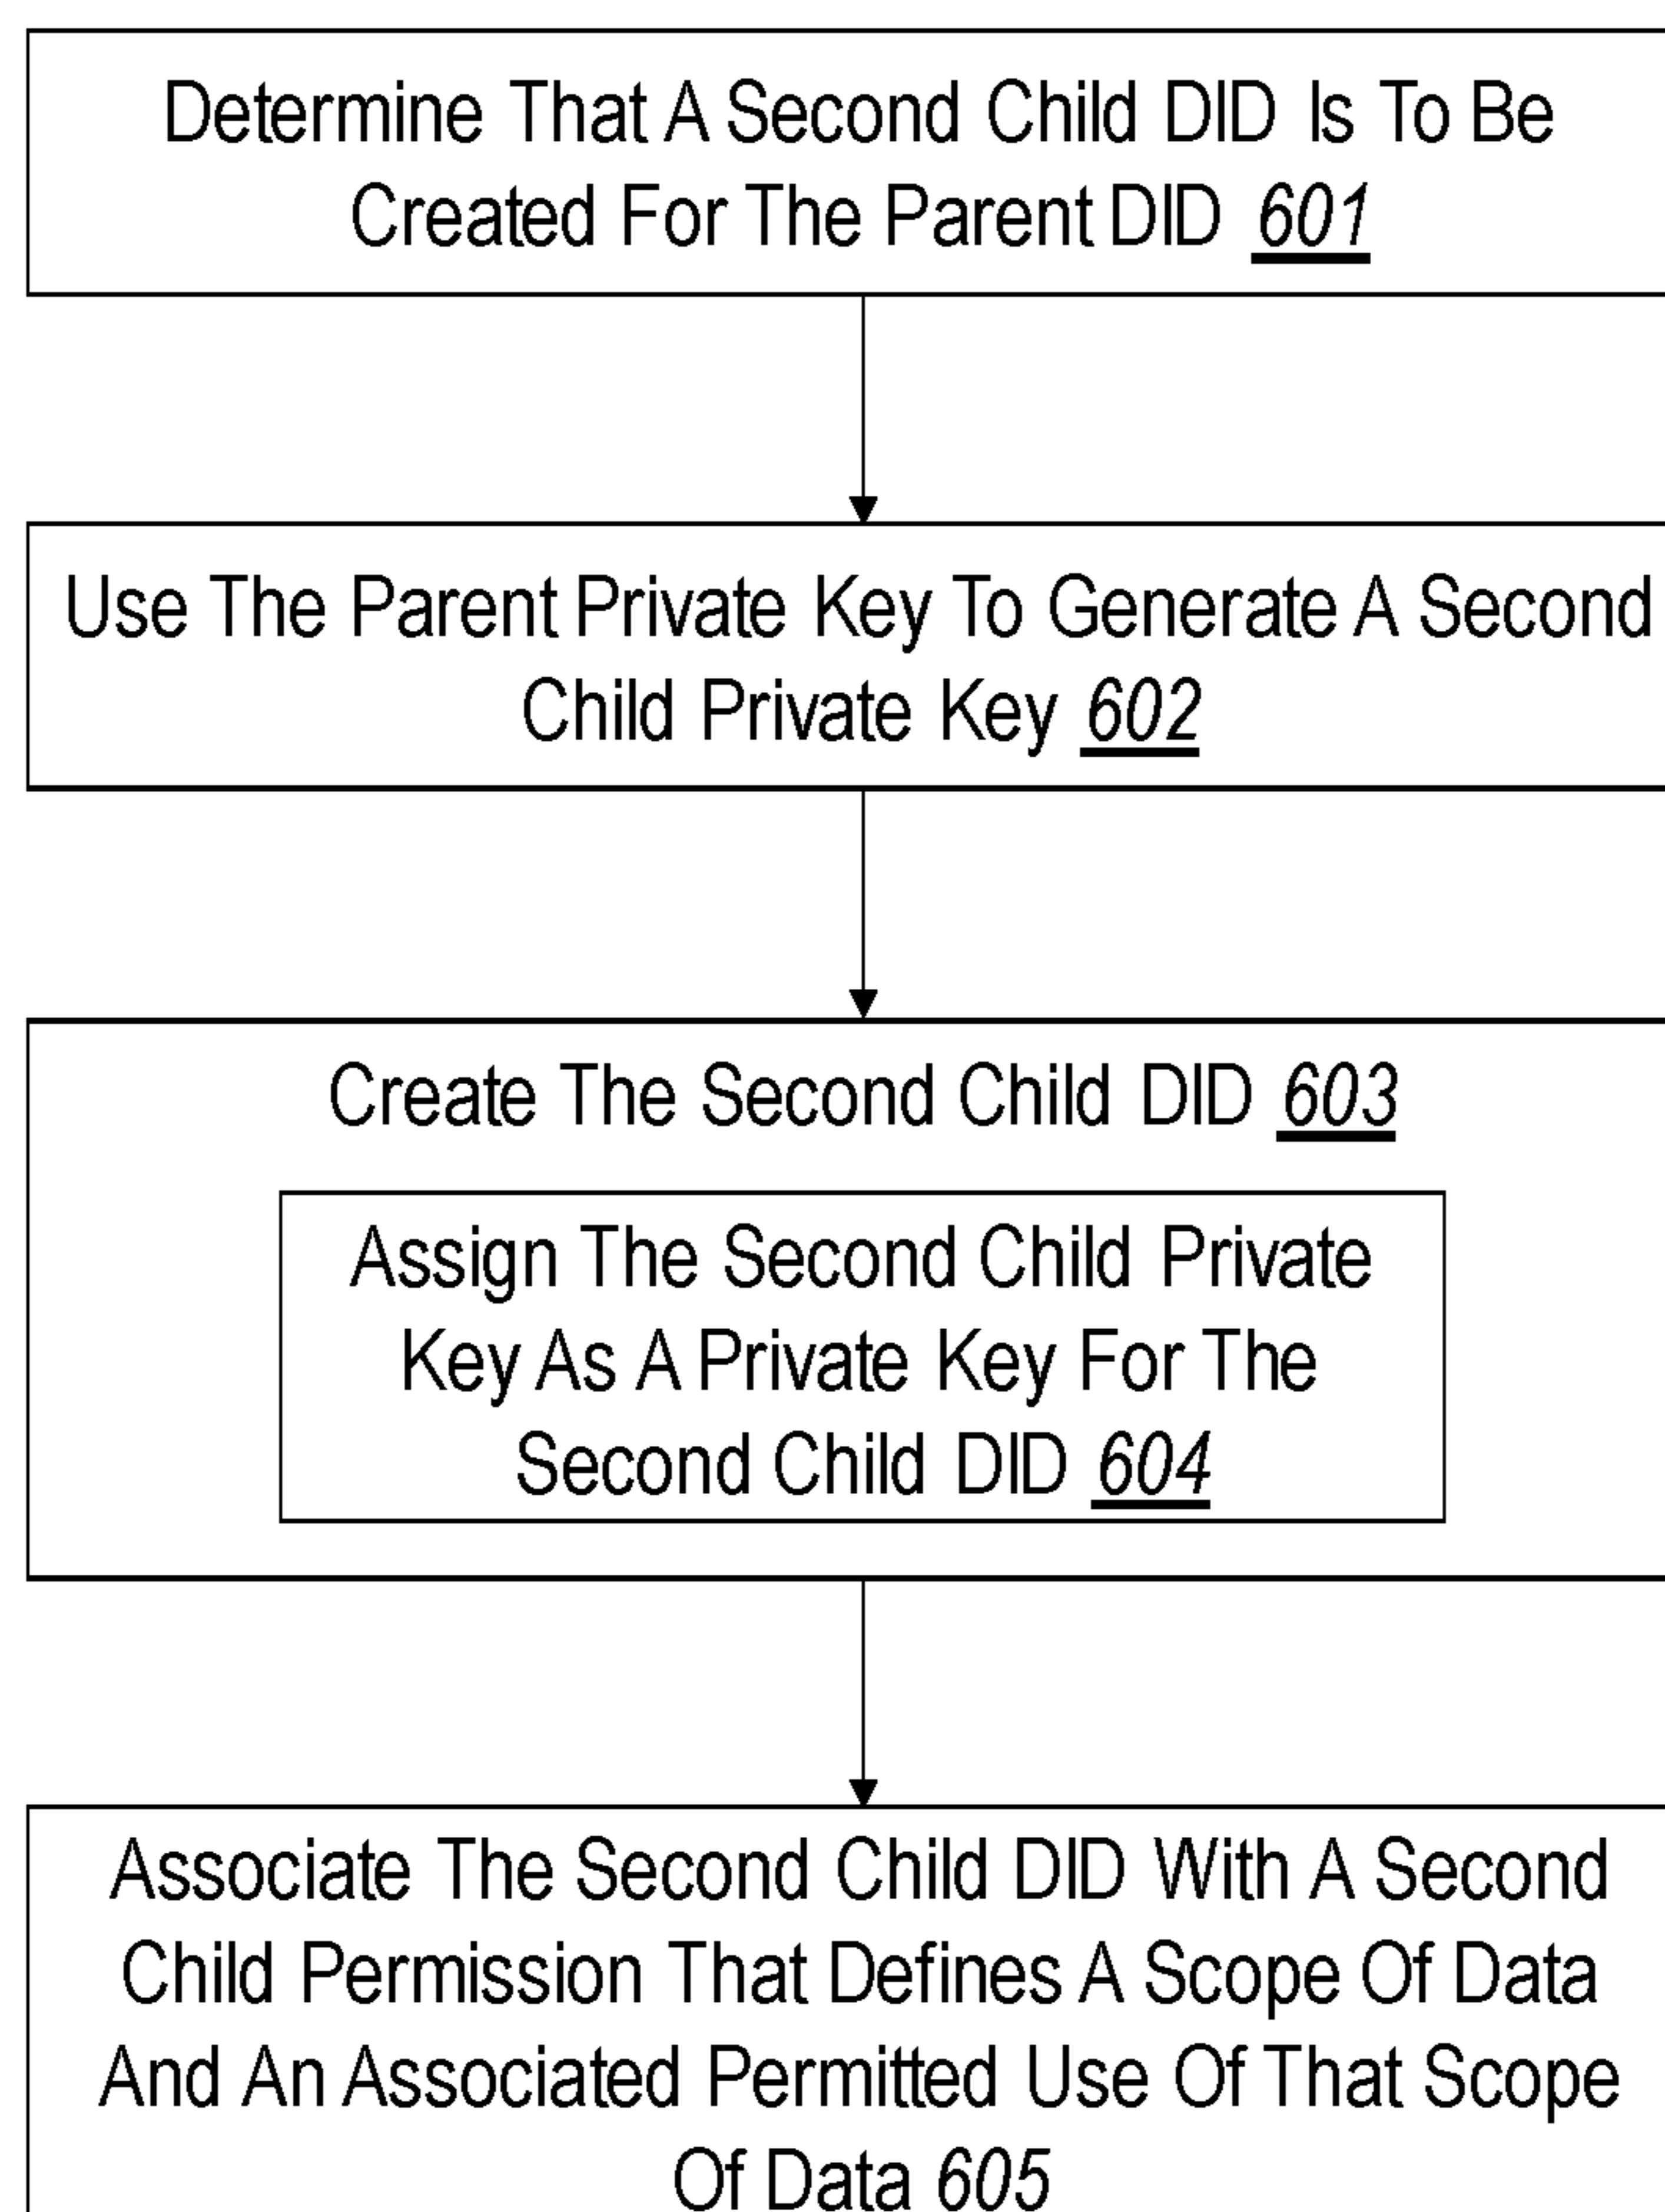 Determine That A Second Child DID Is To Be
Created For The Parent DID 601
Use The Parent Private Key To Generate A Second
Child Private Key 602
Create The Second Child DID 603
Assign The Second Child Private
Key As A Private Key For The
Second Child DID 604
Associate The Second Child DID With A Second
Child Permission That Defines A Scope Of Data
And An Associated Permitted Use Of That Scope
Of Data 605